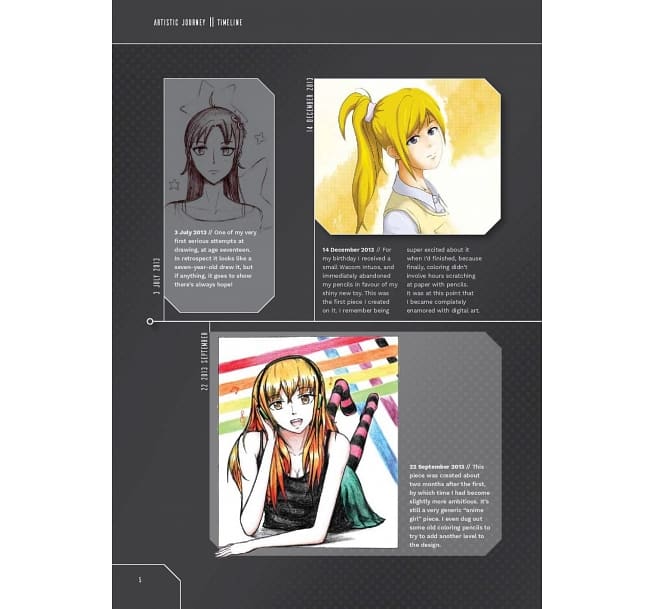 ARTISTIC JOURNEY || TIMELINE
3 JULY 2013
3 July 2013 // One of my very
first serious attempts at
drawing, at age seventeen.
In retrospect it looks like a
seven-year-old drew it, but
if anything, it goes to show
there's always hope!
14 DECEMBER 2013
14 December 2013 // For
my birthday I received a
small Wacom Intuos, and
immediately abandoned
my pencils in favour of my
shiny new toy. This was
the first piece I created
on it. I remember being
super excited about it
when I'd finished, because
finally, coloring didn't
involve hours scratching
at paper with pencils.
It was at this point that
I became completely
enamored with digital art.
22 2013 SEPTEMBER
22 September 2013 // This
piece was created about
two months after the first,
by which time I had become
slightly more ambitious. It's
still a very generic "anime
girl" piece. I even dug out
some old coloring pencils to
try to add another level to
the design.
5